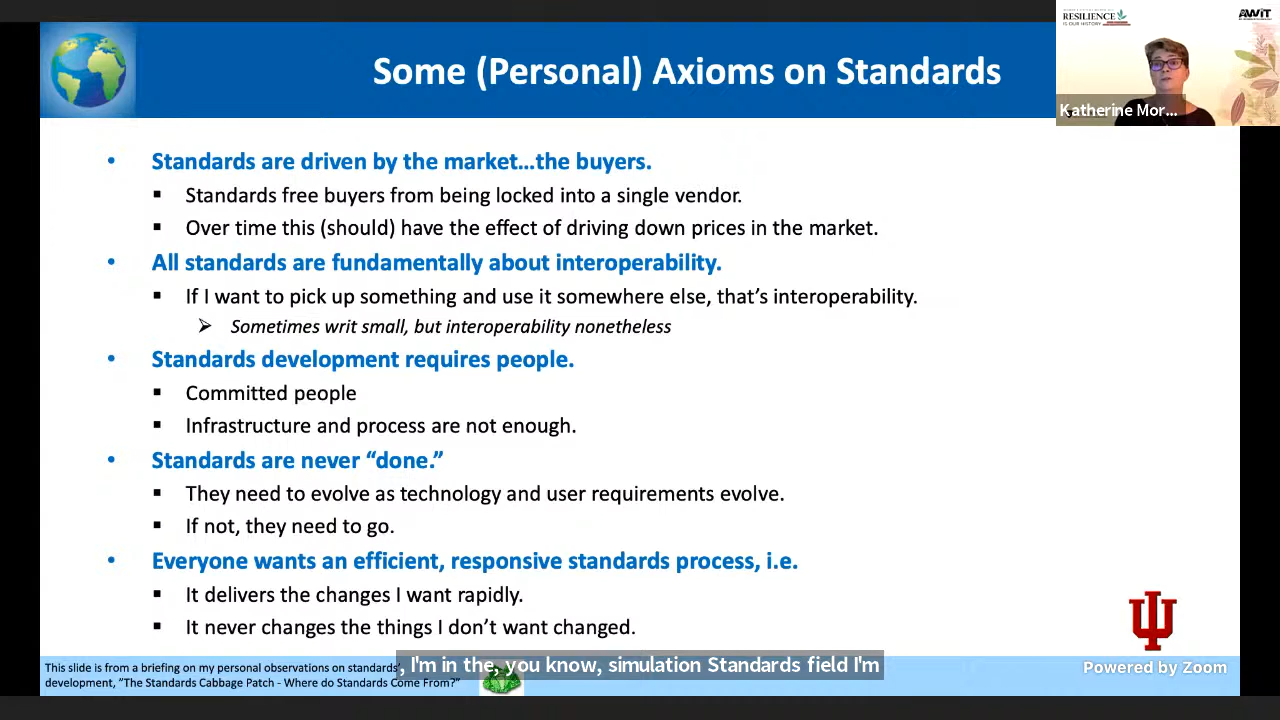 Some (Personal) Axioms on Standards
RESILIENCE
IS OUR HISTORY
AWIT
Katherine Mor...
• Standards are driven by the market…the buyers.
▪ Standards free buyers from being locked into a single vendor.
▪ Over time this (should) have the effect of driving down prices in the market.
• All standards are fundamentally about interoperability.
▪ If I want to pick up something and use it somewhere else, that’s interoperability.
➢ Sometimes writ small, but interoperability nonetheless
• Standards development requires people.
▪ Committed people
▪ Infrastructure and process are not enough.
• Standards are never “done.”
▪ They need to evolve as technology and user requirements evolve.
▪ If not, they need to go.
• Everyone wants an efficient, responsive standards process, i.e.
▪ It delivers the changes I want rapidly.
▪ It never changes the things I don’t want changed.
This slide is from a briefing on my personal observations on standards’
development, ”The Standards Cabbage Patch - Where do Standards Come From?”
, I'm in the, you know, simulation Standards field I'm
Powered by Zoom